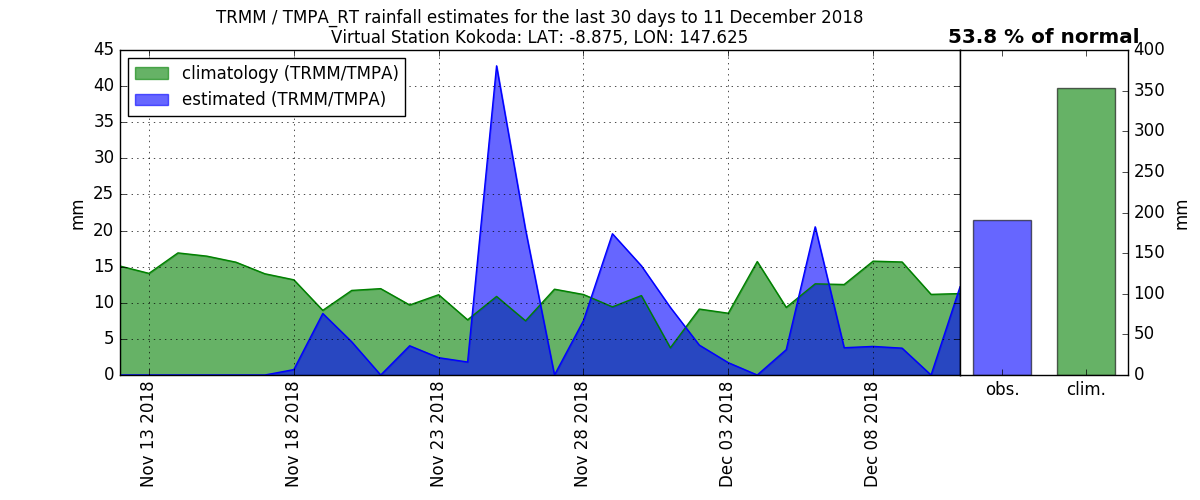 TRMM / TMPA_RT rainfall estimates for the last 30 days to 11 December 2018
Virtual Station Kokoda: LAT: -8.875, LON: 147.625
53.8 % of normal
climatology (TRMM/TMPA)
estimated (TRMM/TMPA)
45
40
35
30
25
20
15
10
5
0
mm
Nov 13 2018
Nov 18 2018
Nov 23 2018
Nov 28 2018
Dec 03 2018
Dec 08 2018
400
350
300
250
200
150
100
50
0
mm
obs.
clim.